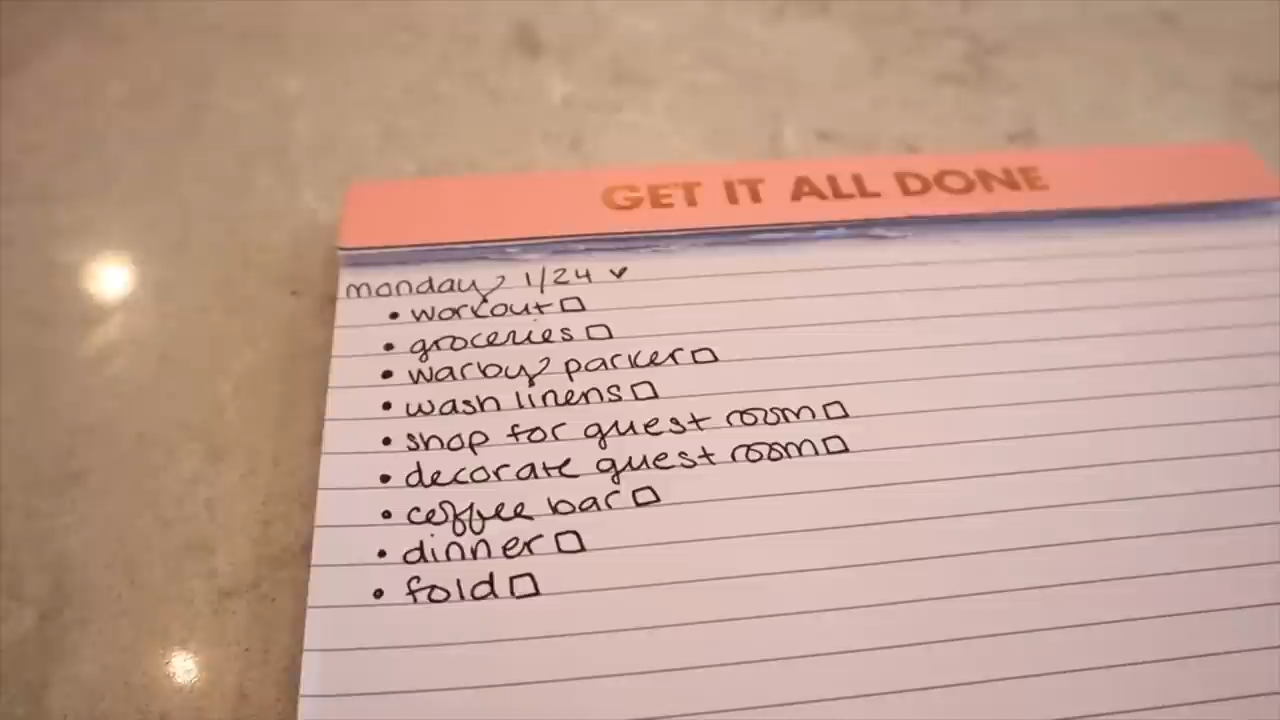 GET IT ALL DONE
monday 1/24
• workout
• groceries
• warby parker
• wash linens
• shop for guest room
• decorate guest room
• coffee bar
• dinner
• fold